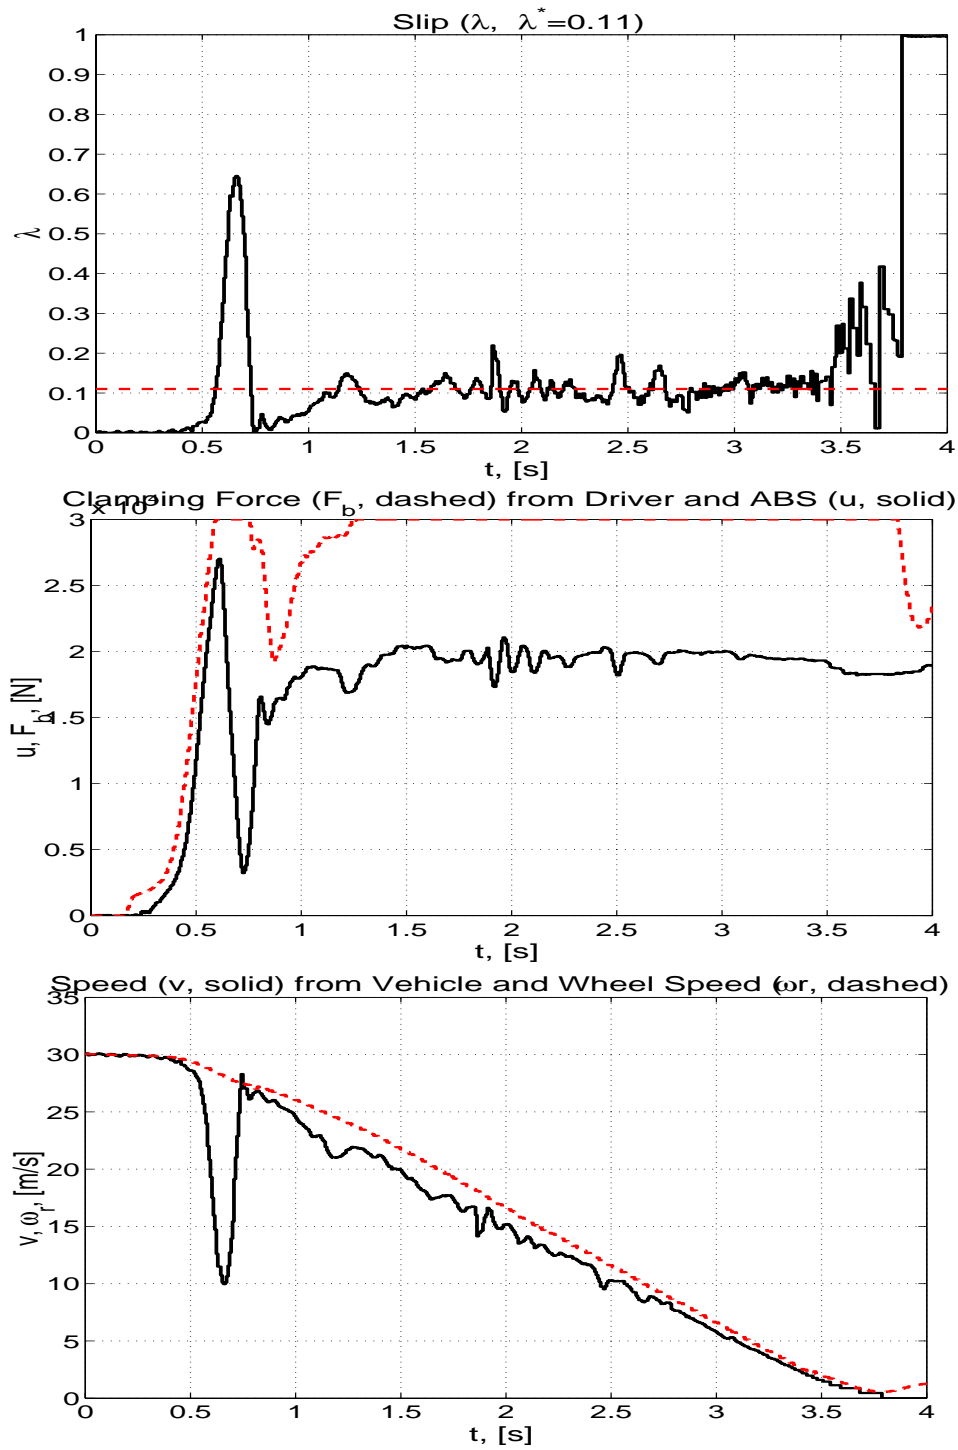 Slip (λ, λ*=0.11)
1
0.9
0.8
0.7
0.6
0.5
0.4
0.3
0.2
0.1
0
λ
0 0.5 1 1.5 2 2.5 3 3.5 4
t, [s]
Clamping Force (F_b, dashed) from Driver and ABS (u, solid)
3
2.5
2
1.5
1
0.5
0
u, F_b, [N]
0 0.5 1 1.5 2 2.5 3 3.5 4
t, [s]
Speed (v, solid) from Vehicle and Wheel Speed (ωr, dashed)
35
30
25
20
15
10
5
0
v, ω_r, [m/s]
0 0.5 1 1.5 2 2.5 3 3.5 4
t, [s]